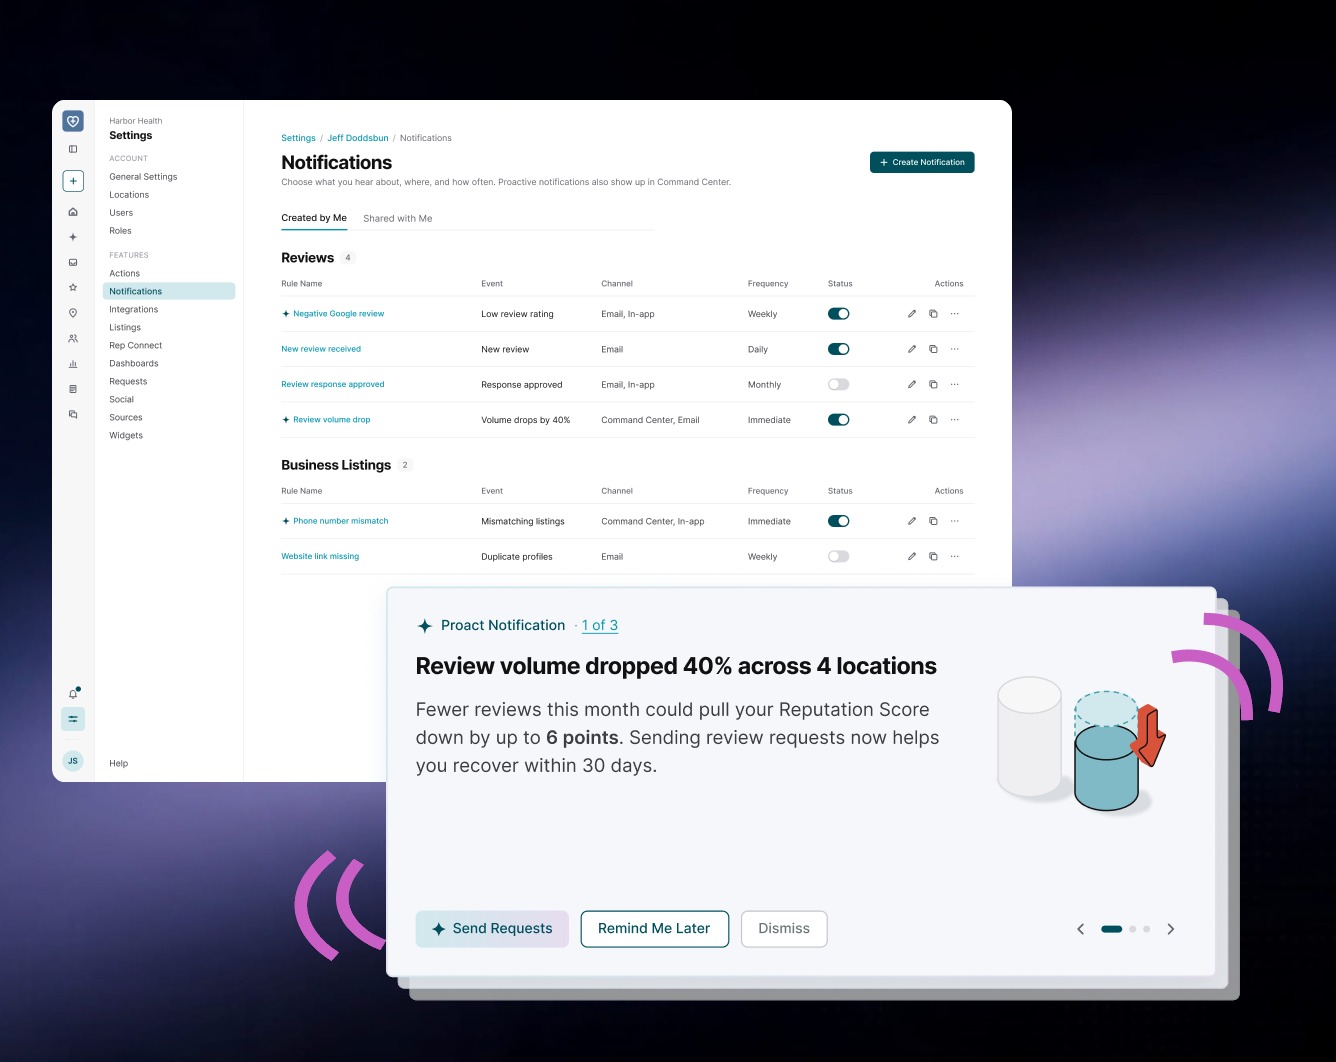 Harbor Health
Settings
ACCOUNT
General Settings
Locations
Users
Roles
FEATURES
Actions
Notifications
Integrations
Listings
Rep Connect
Dashboards
Requests
Social
Sources
Widgets
JS
Help
Settings / Jeff Doddsbun / Notifications
Notifications
+ Create Notification
Choose what you hear about, where, and how often. Proactive notifications also show up in Command Center.
Created by Me Shared with Me
Reviews 4
Rule Name Event Channel Frequency Status Actions
Negative Google review Low review rating Email, In-app Weekly
New review received New review Email Daily
Review response approved Response approved Email, In-app Monthly
Review volume drop Volume drops by 40% Command Center, Email Immediate
Business Listings 2
Rule Name Event Channel Frequency Status Actions
Phone number mismatch Mismatching listings Command Center, In-app Immediate
Website link missing Duplicate profiles Email Weekly
Proact Notification · 1 of 3
Review volume dropped 40% across 4 locations
Fewer reviews this month could pull your Reputation Score
down by up to 6 points. Sending review requests now helps
you recover within 30 days.
Send Requests Remind Me Later Dismiss